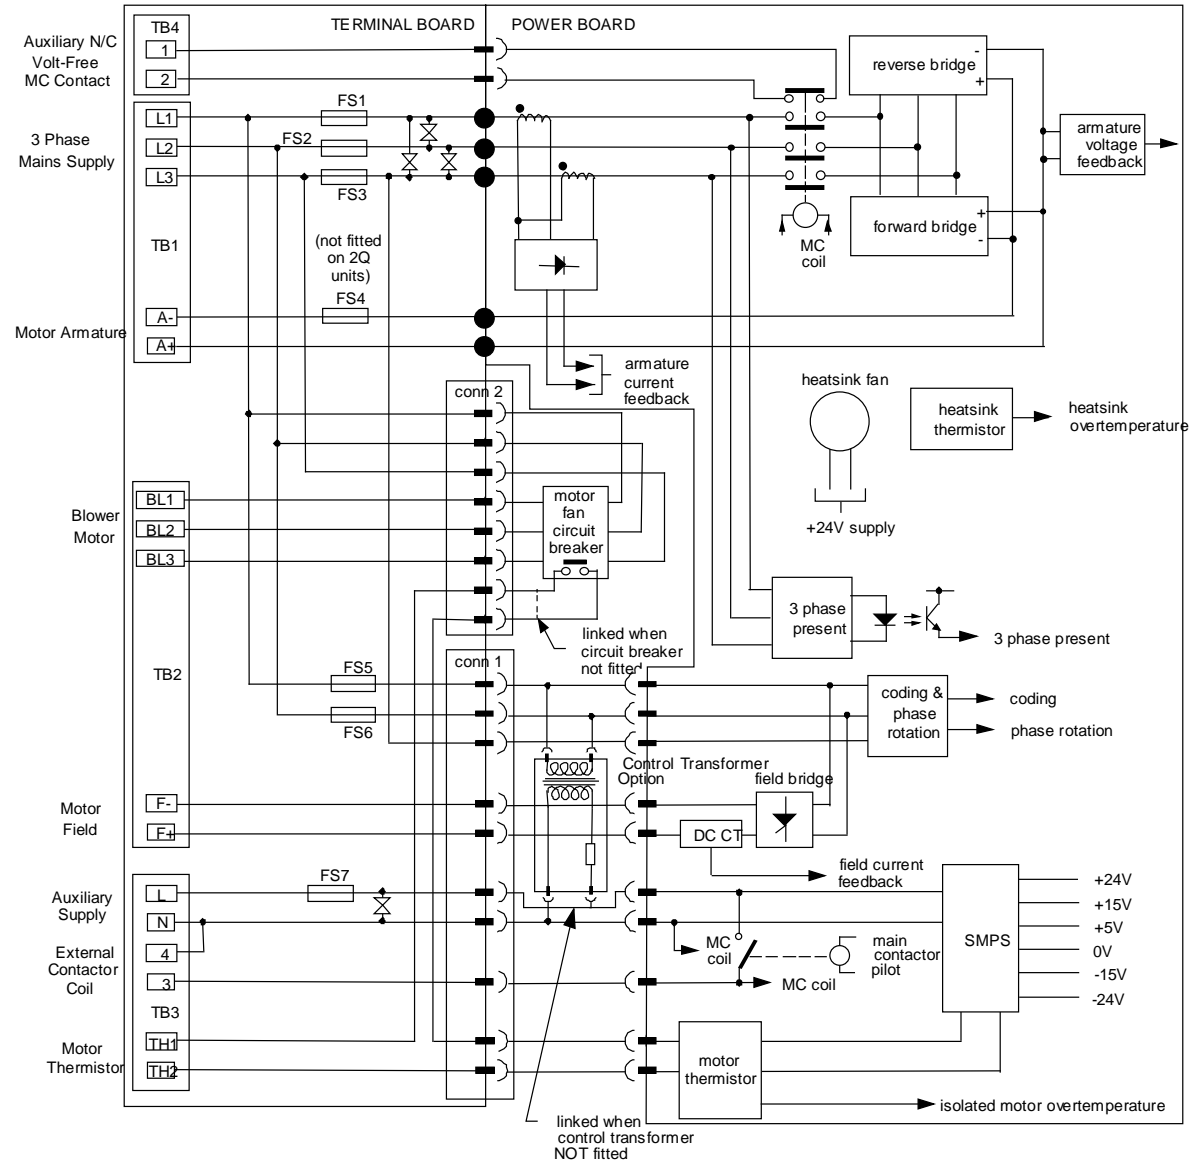 TERMINAL BOARD
POWER BOARD
Auxiliary N/C
Volt-Free
MC Contact
TB4
1
2
3 Phase
Mains Supply
L1
L2
L3
FS1
FS2
FS3
TB1
(not fitted
on 2Q
units)
FS4
Motor Armature
A-
A+
reverse bridge
-
+
armature
voltage
feedback
forward bridge
+
-
MC
coil
armature
current
feedback
heatsink fan
+24V supply
heatsink
thermistor
heatsink
overtemperature
conn 2
Blower
Motor
BL1
BL2
BL3
motor
fan
circuit
breaker
linked when
circuit breaker
not fitted
3 phase
present
3 phase present
TB2
conn 1
FS5
FS6
coding &
phase
rotation
coding
phase rotation
Control Transformer
Option
field bridge
Motor
Field
F-
F+
DC CT
field current
feedback
Auxiliary
Supply
L
N
FS7
External
Contactor
Coil
4
3
TB3
MC
coil
main
contactor
pilot
MC coil
SMPS
+24V
+15V
+5V
0V
-15V
-24V
Motor
Thermistor
TH1
TH2
motor
thermistor
isolated motor overtemperature
linked when
control transformer
NOT fitted